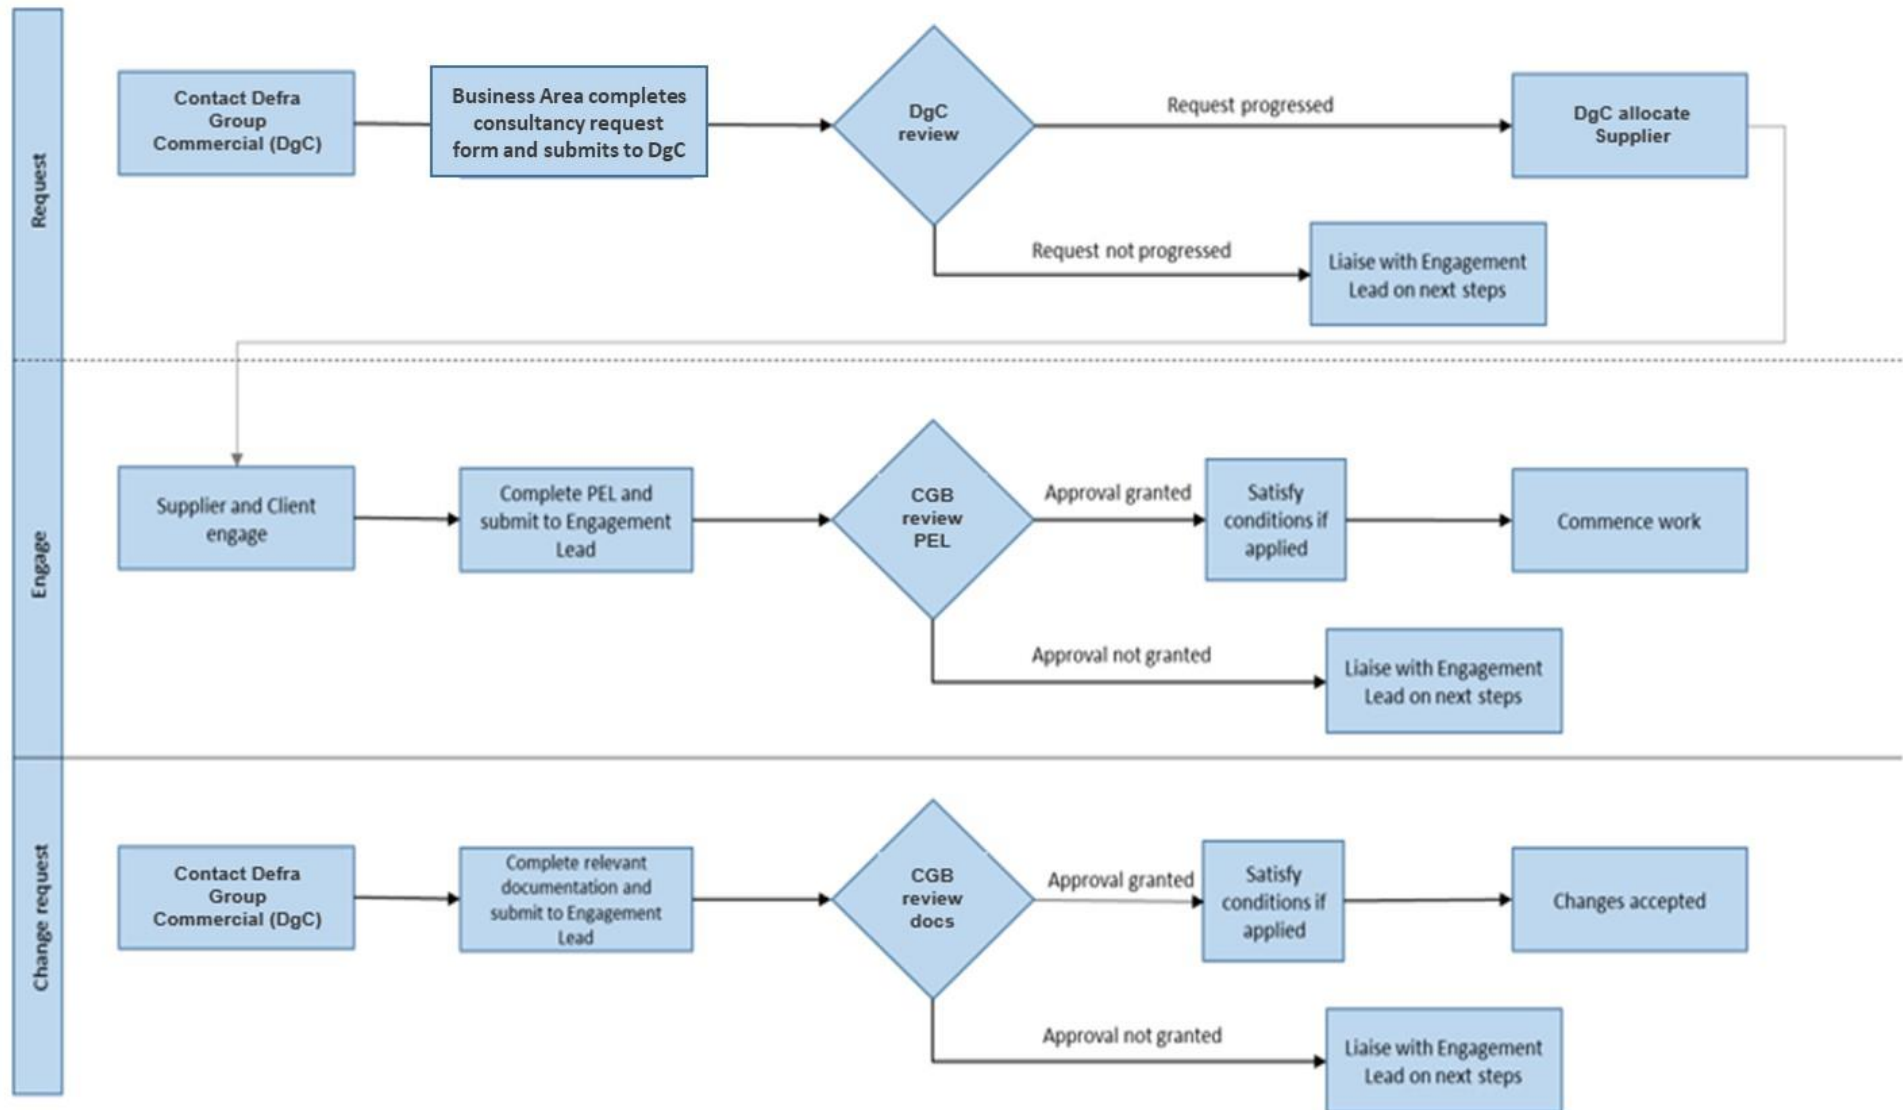 Request
Contact Defra
Group
Commercial (DgC)
Business Area completes
consultancy request
form and submits to DgC
DgC
review
Request progressed
DgC allocate
Supplier
Request not progressed
Liaise with Engagement
Lead on next steps
Engage
Supplier and Client
engage
Complete PEL and
submit to Engagement
Lead
CGB
review
PEL
Approval granted
Satisfy
conditions if
applied
Commence work
Approval not granted
Liaise with Engagement
Lead on next steps
Change request
Contact Defra
Group
Commercial (DgC)
Complete relevant
documentation and
submit to Engagement
Lead
CGB
review
docs
Approval granted
Satisfy
conditions if
applied
Changes accepted
Approval not granted
Liaise with Engagement
Lead on next steps